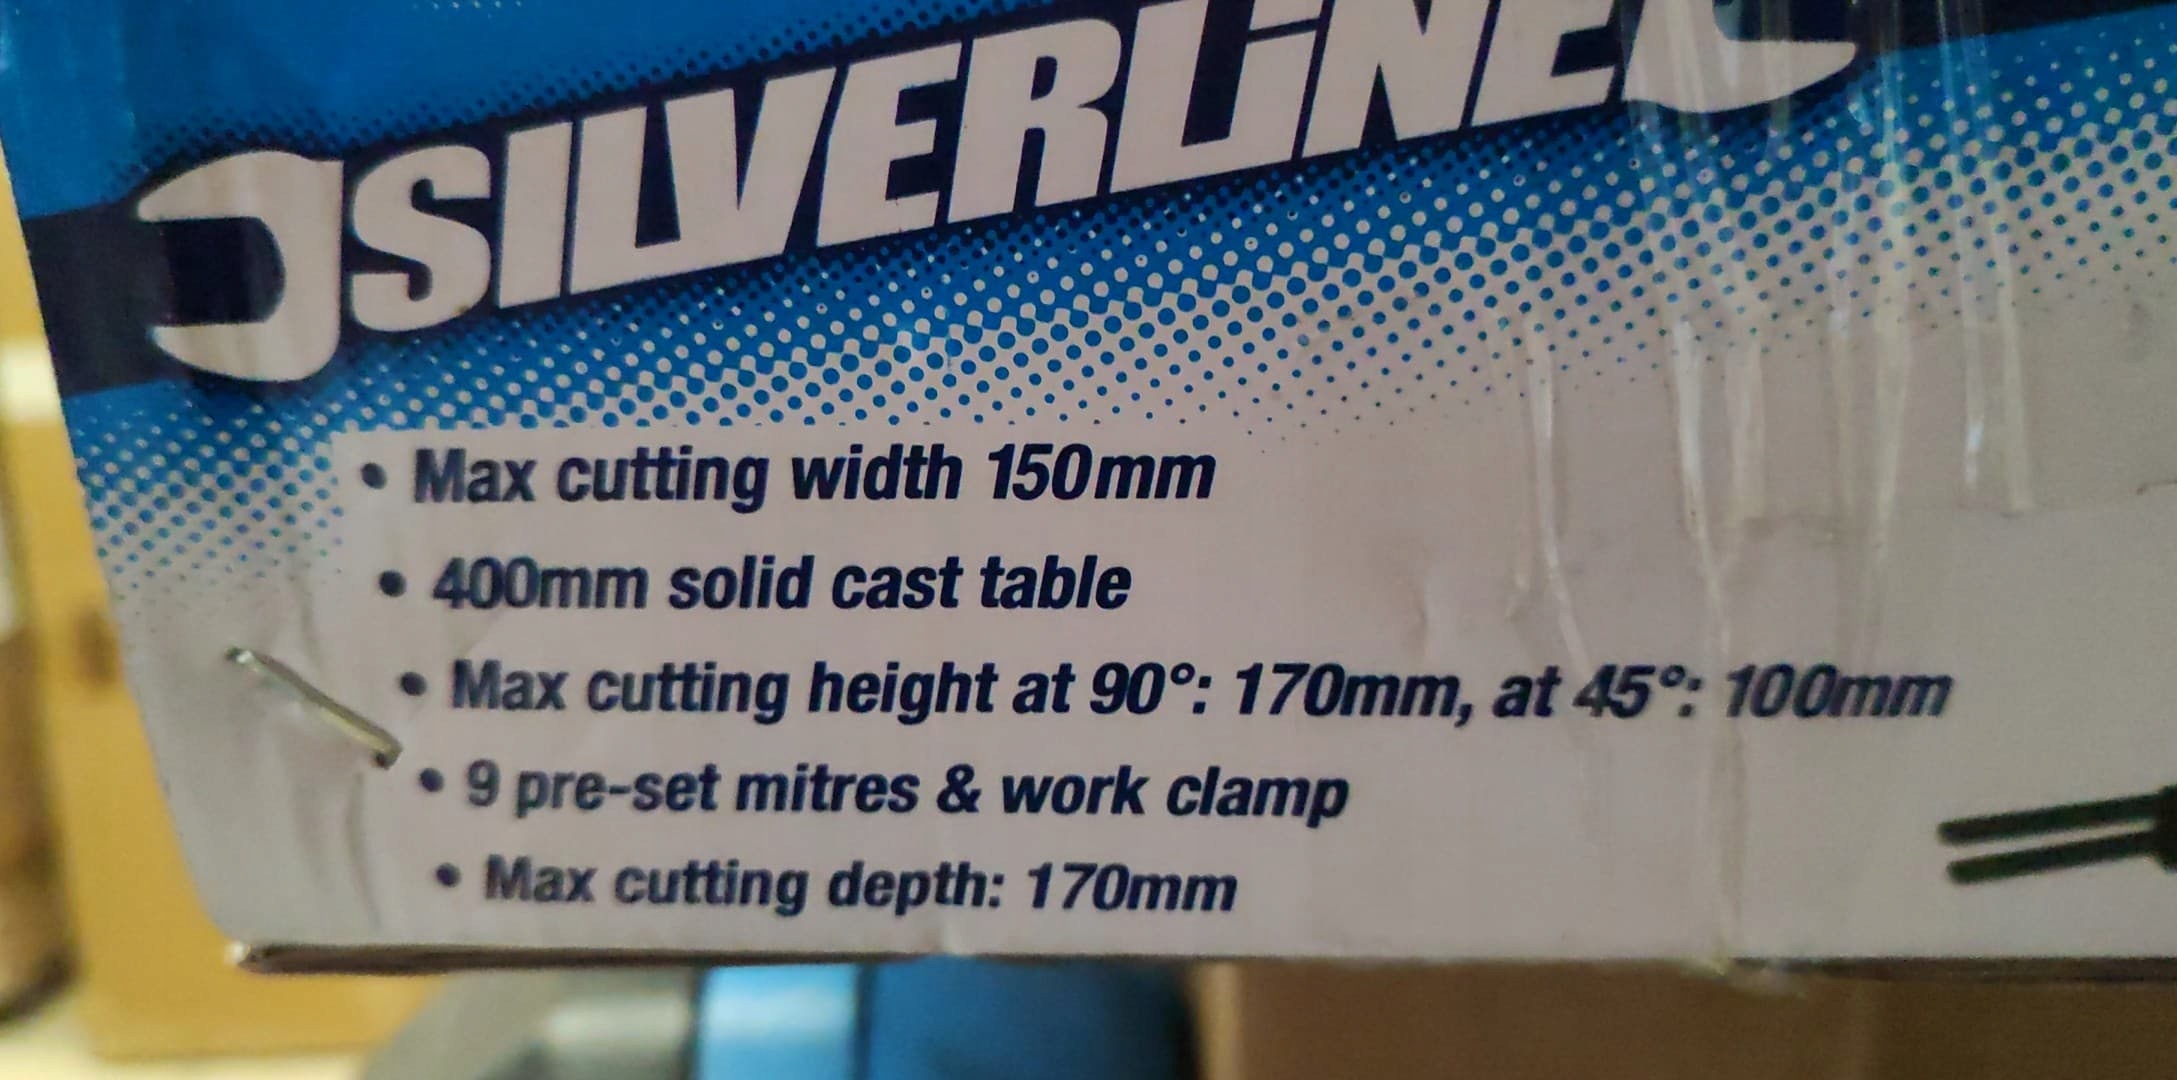 SILVERLINE
• Max cutting width 150mm
• 400mm solid cast table
• Max cutting height at 90°: 170mm, at 45°: 100mm
• 9 pre-set mitres & work clamp
• Max cutting depth: 170mm